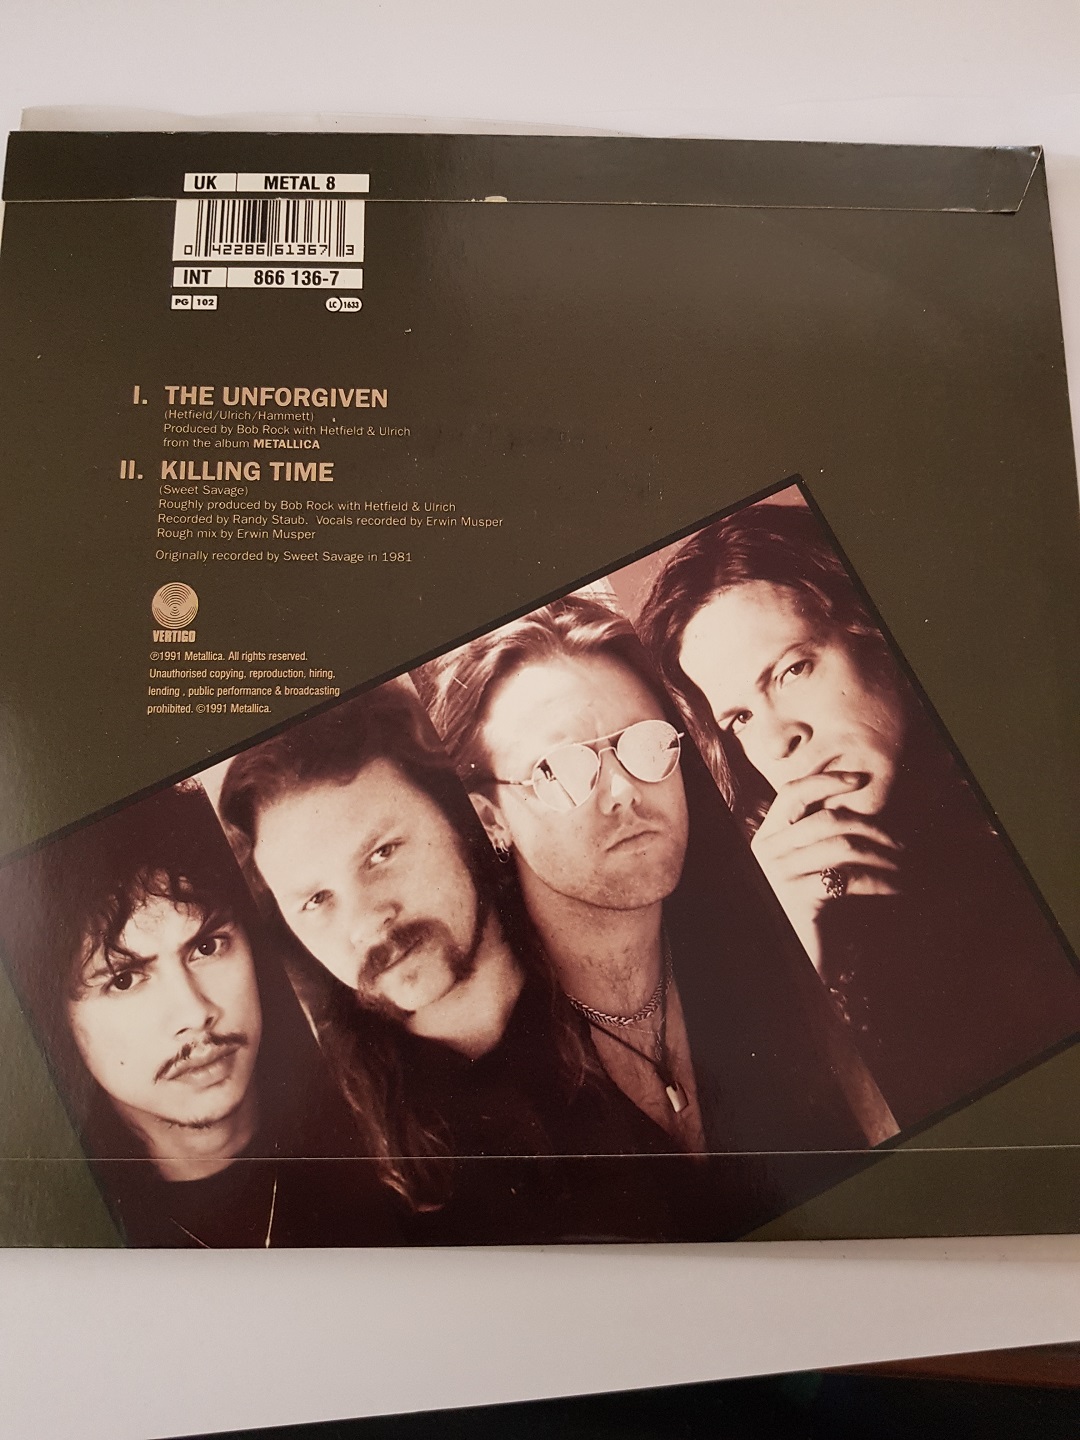 UK METAL 8
0 42286 61367 3
INT 866 136-7
PG 102 LC 1633
I. THE UNFORGIVEN
(Hetfield/Ulrich/Hammett)
Produced by Bob Rock with Hetfield & Ulrich
from the album METALLICA
II. KILLING TIME
(Sweet Savage)
Roughly produced by Bob Rock with Hetfield & Ulrich
Recorded by Randy Staub. Vocals recorded by Erwin Musper
Rough mix by Erwin Musper
Originally recorded by Sweet Savage in 1981
VERTIGO
℗1991 Metallica. All rights reserved.
Unauthorised copying, reproduction, hiring,
lending , public performance & broadcasting
prohibited. ©1991 Metallica.